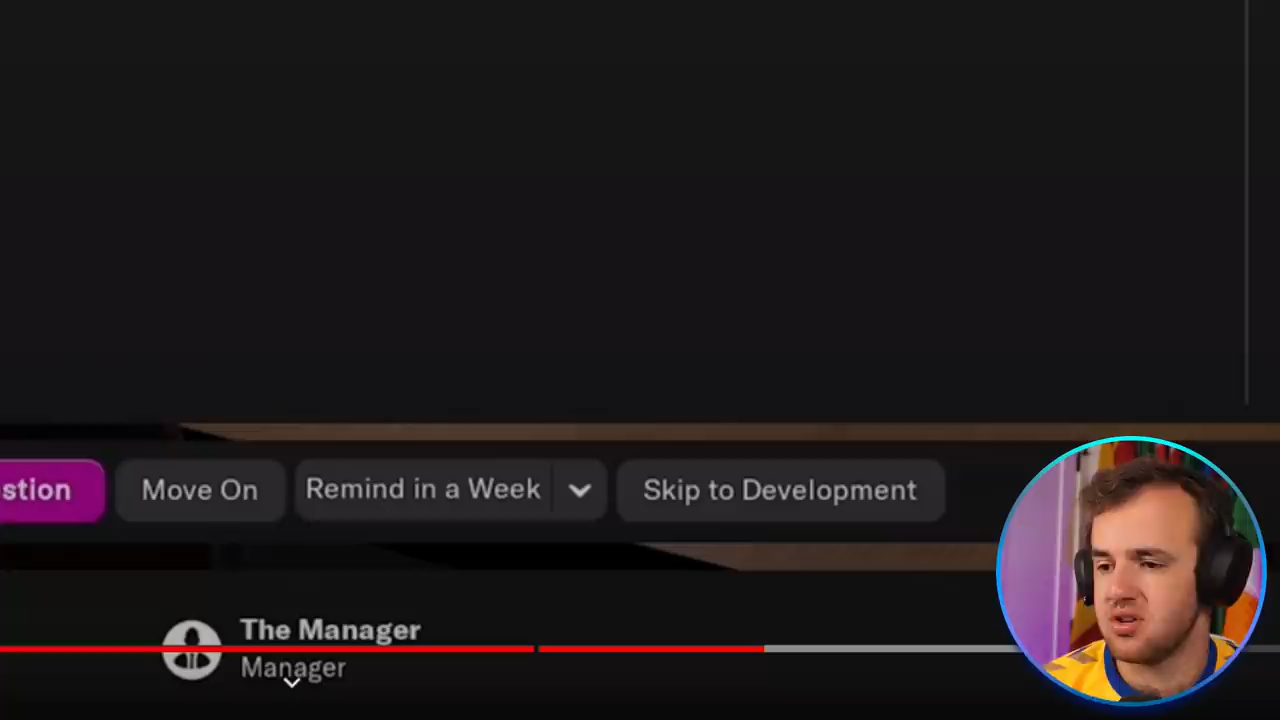 stion
Move On
Remind in a Week
Skip to Development
The Manager
Manager